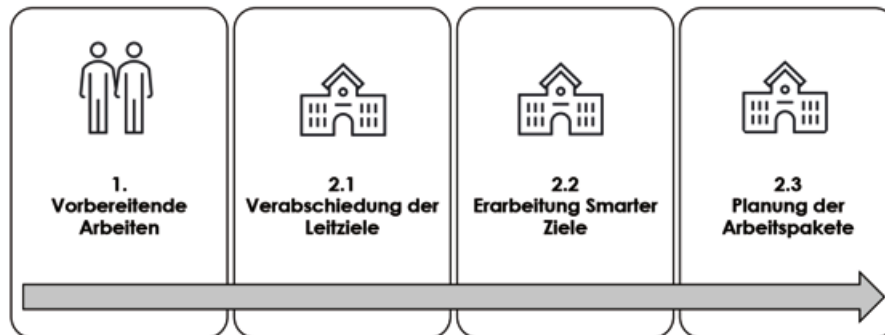 1.
Vorbereitende
Arbeiten
2.1
Verabschiedung der
Leitziele
2.2
Erarbeitung Smarter
Ziele
2.3
Planung der
Arbeitspakete